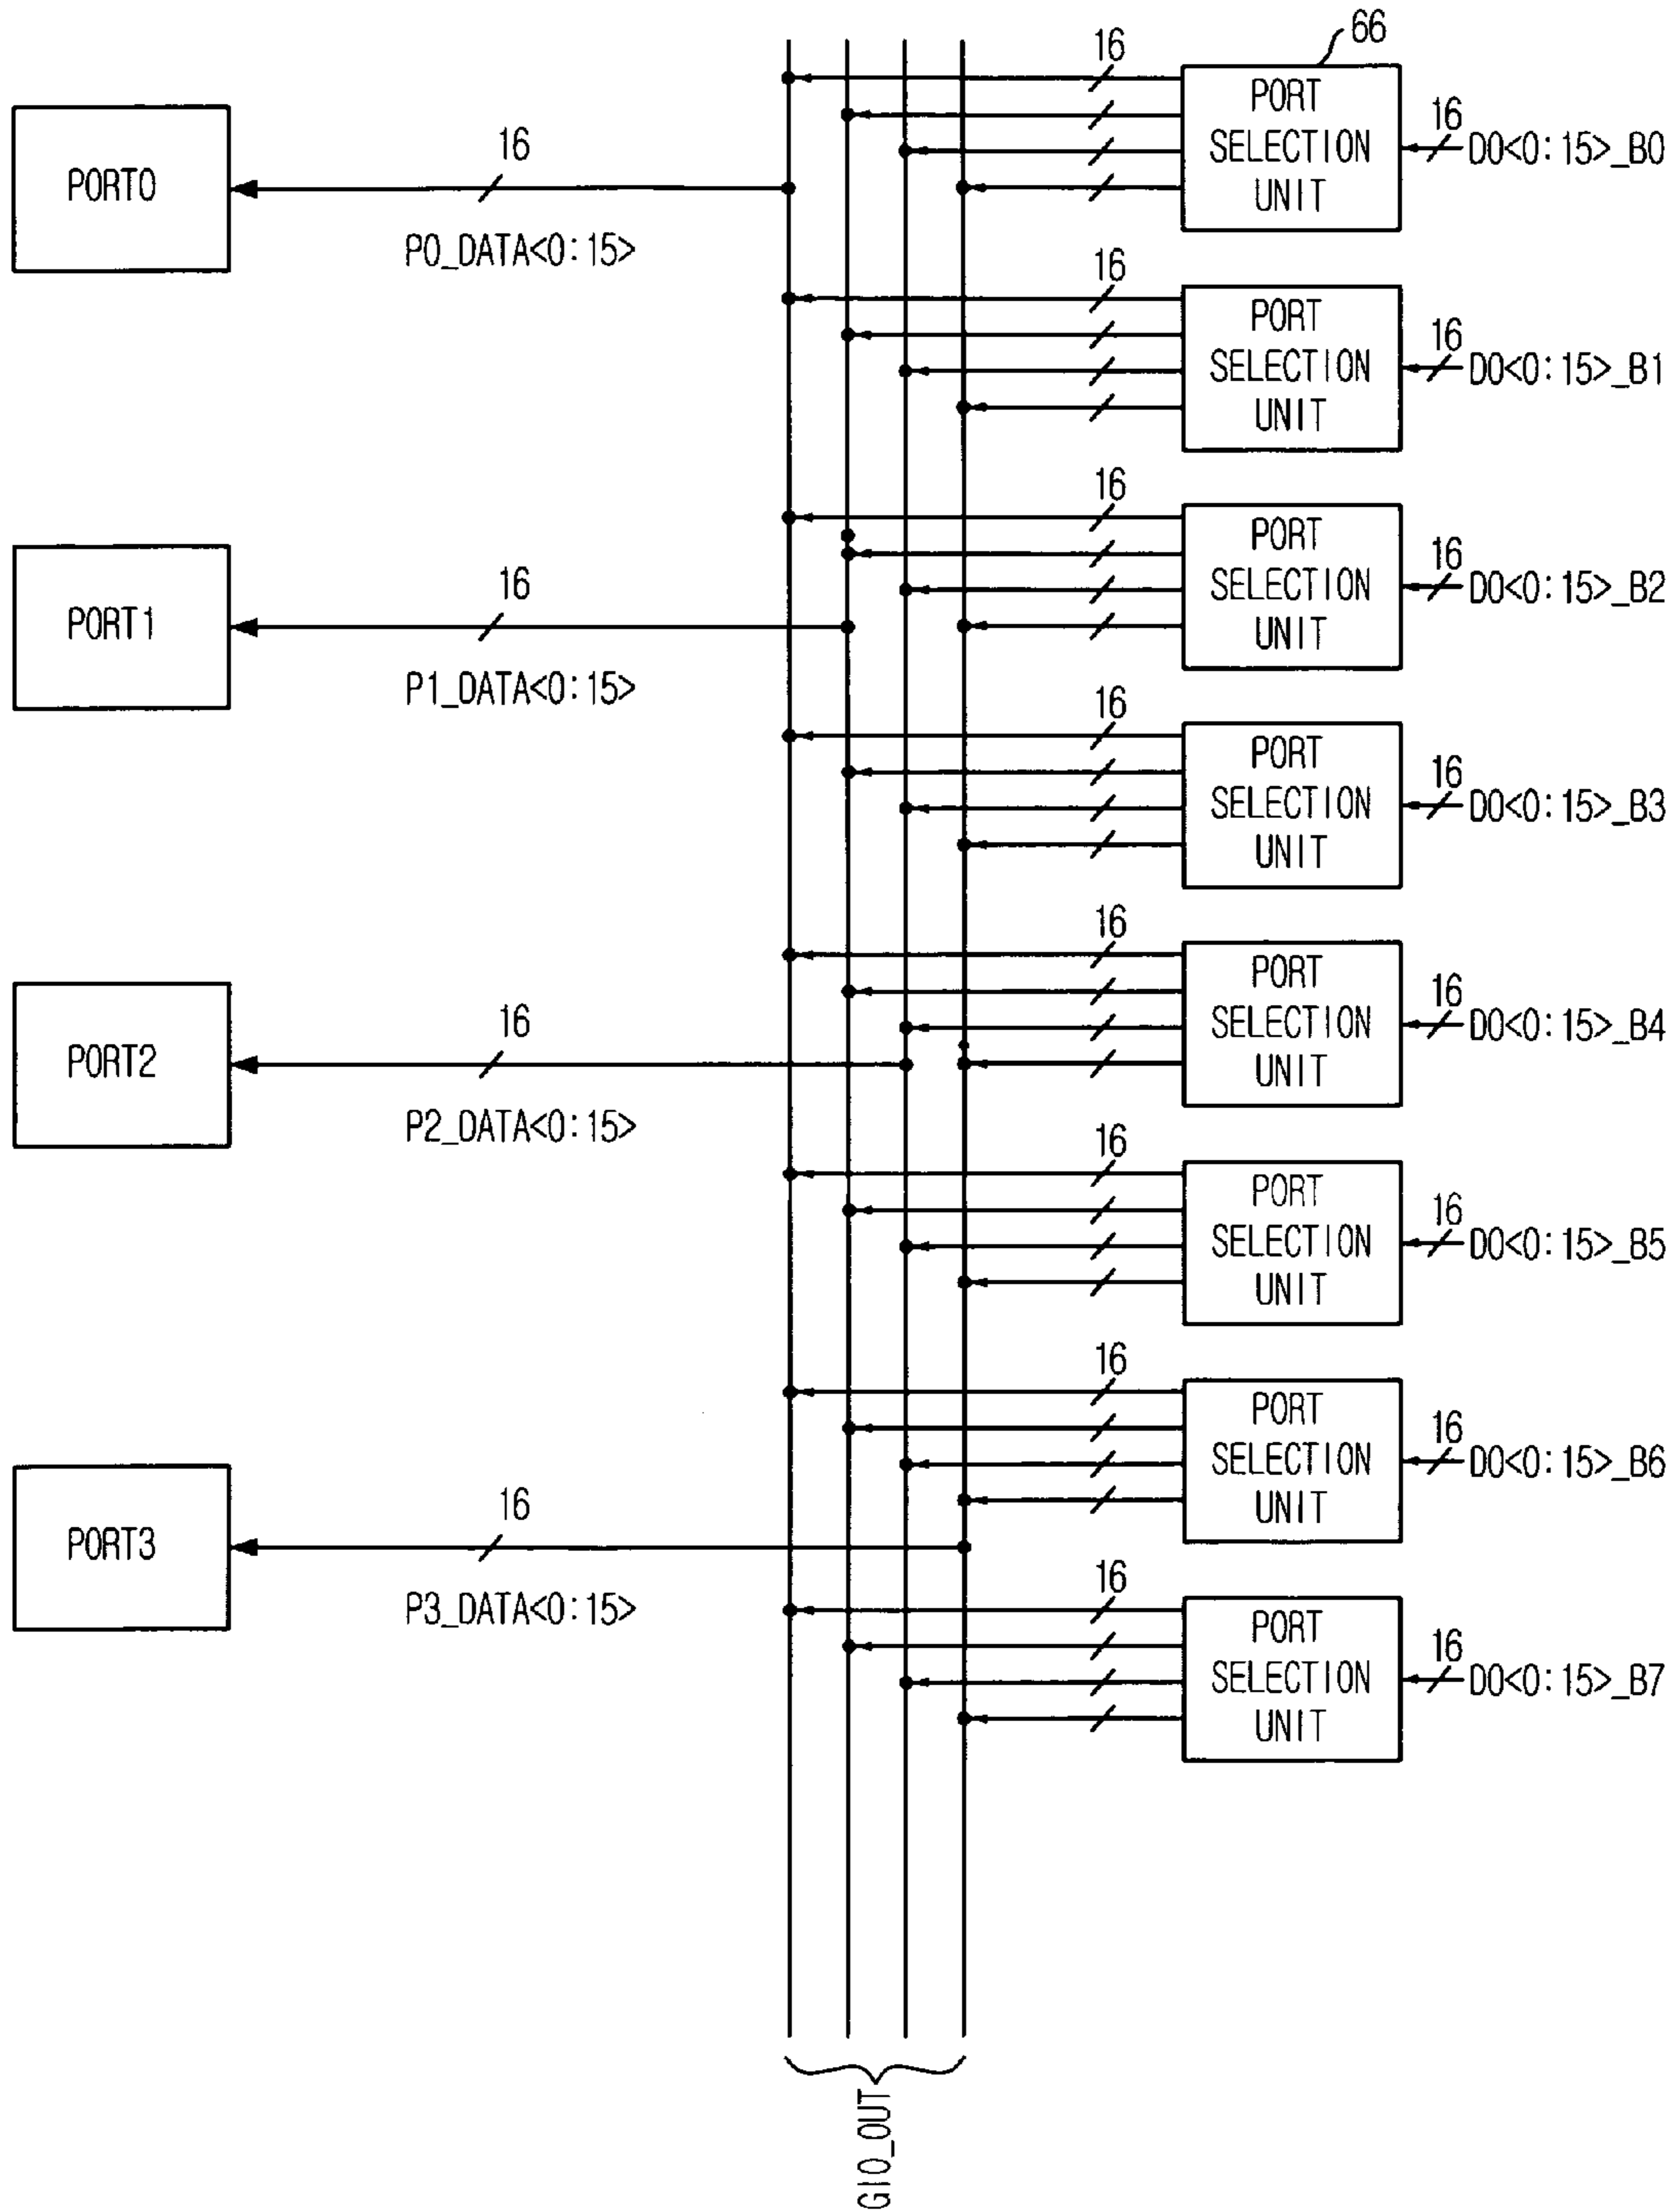 66
16
PORT
SELECTION
UNIT
16
D0<0:15>_B0
PORT0
16
P0_DATA<0:15>
16
PORT
SELECTION
UNIT
16
D0<0:15>_B1
16
PORT
SELECTION
UNIT
16
D0<0:15>_B2
PORT1
16
P1_DATA<0:15>
16
PORT
SELECTION
UNIT
16
D0<0:15>_B3
16
PORT
SELECTION
UNIT
16
D0<0:15>_B4
PORT2
16
P2_DATA<0:15>
16
PORT
SELECTION
UNIT
16
D0<0:15>_B5
16
PORT
SELECTION
UNIT
16
D0<0:15>_B6
PORT3
16
P3_DATA<0:15>
16
PORT
SELECTION
UNIT
16
D0<0:15>_B7
GIO_OUT